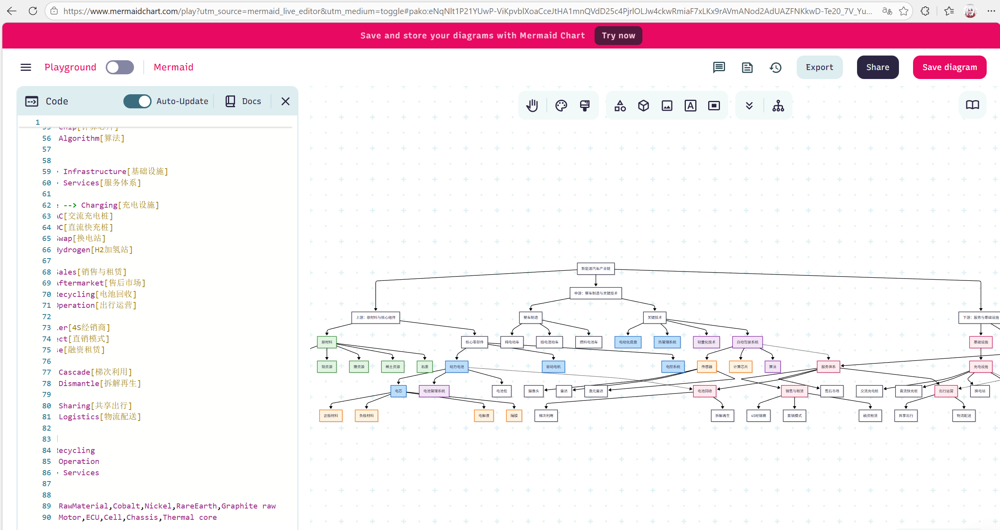 https://www.mermaidchart.com/play?utm_source=mermaid_live_editor&utm_medium=toggle#pako:eNqNlt1P21YUwP-ViKpvblXoaCceJtHA1mnQVdD25c4PjrlOLJw4ckwRmiaF7xLKx9rAVmANod2AdUAZFNKkwD-Te20_7V_Yu...
Save and store your diagrams with Mermaid Chart Try now
Playground Mermaid
Export Share Save diagram
Code Auto-Update Docs
1
55 Chip[计算芯片]
56 Algorithm[算法]
57
58
59 Infrastructure[基础设施]
60 Services[服务体系]
61
62 e --> Charging[充电设施]
63 AC[交流充电桩]
64 DC[直流快充桩]
65 Swap[换电站]
66 Hydrogen[H2加氢站]
67
68 Sales[销售与租赁]
69 Aftermarket[售后市场]
70 Recycling[电池回收]
71 Operation[出行运营]
72
73 ler[4S经销商]
74 ect[直销模式]
75 se[融资租赁]
76
77 Cascade[梯次利用]
78 Dismantle[拆解再生]
79
80 Sharing[共享出行]
81 Logistics[物流配送]
82
83
84 Recycling
85 Operation
86 Services
87
88
89 RawMaterial,Cobalt,Nickel,RareEarth,Graphite raw
90 Motor,ECU,Cell,Chassis,Thermal core
新能源汽车产业链
中游：整车制造与关键技术
上游：原材料与核心组件 整车制造 关键技术 下游：服务与基础设施
原材料 核心零部件 纯电动车 插电混动车 燃料电池车 电动化底盘 热管理系统 轻量化技术 自动驾驶系统 基础设施
钴资源 镍资源 稀土资源 石墨 动力电池 驱动电机 电控系统 传感器 计算芯片 算法 服务体系 充电设施
电芯 电池管理系统 电池包 摄像头 雷达 激光雷达 电池回收 销售与租赁 售后市场 交流充电桩 直流快充桩 出行运营 换电站
正极材料 负极材料 电解液 隔膜 梯次利用 拆解再生 4S经销商 直销模式 融资租赁 共享出行 物流配送